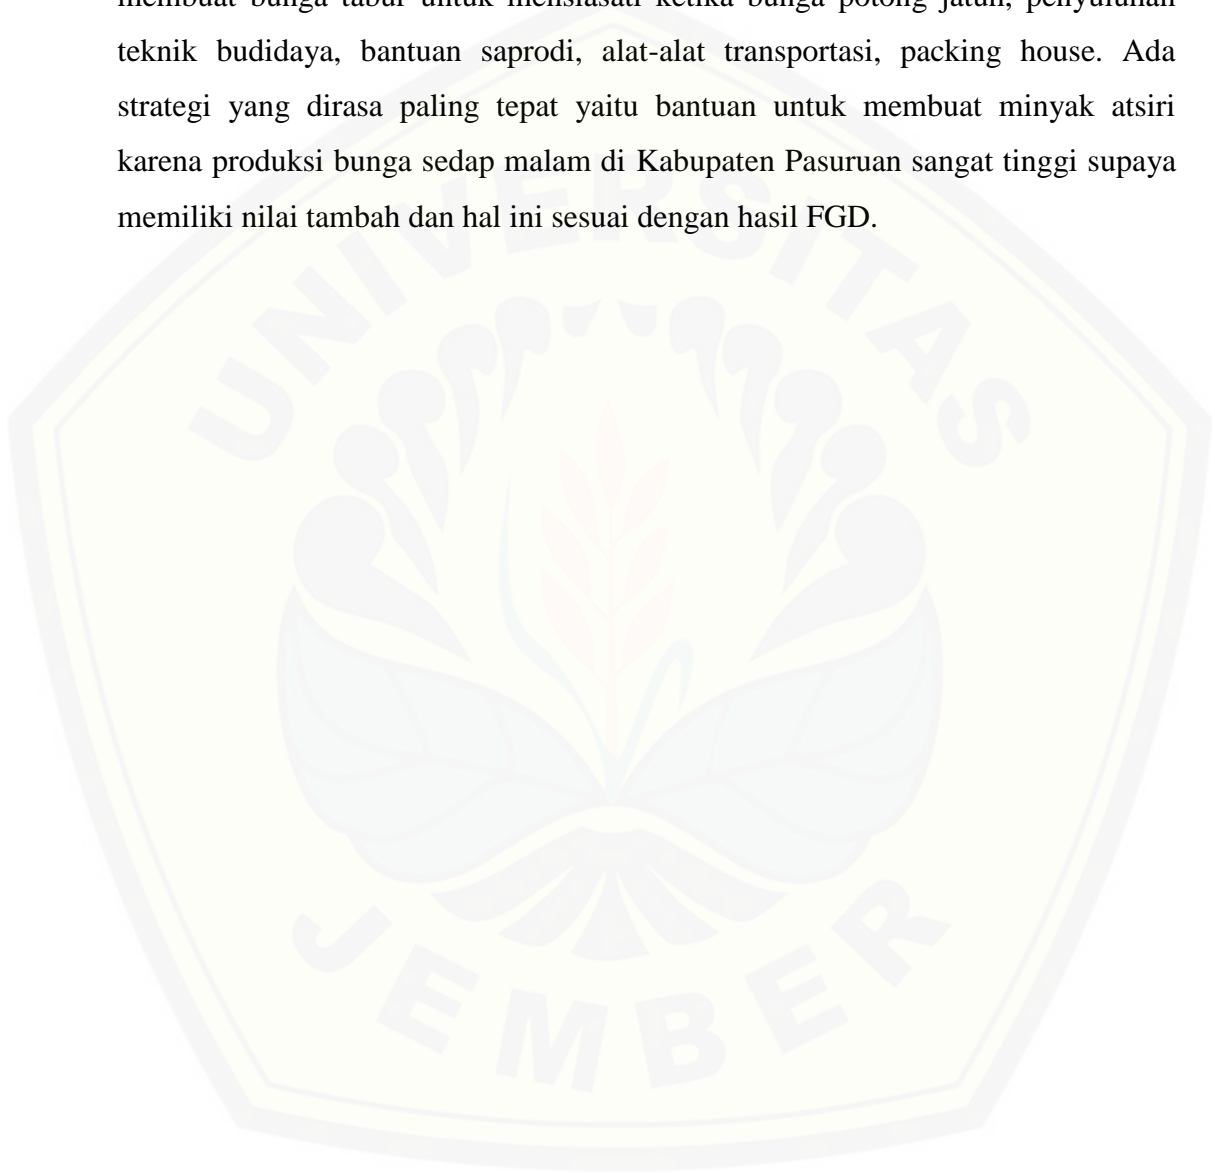 membuat bunga tabur untuk mensiasati ketika bunga potong jatuh, penyuluhan
teknik budidaya, bantuan saprodi, alat-alat transportasi, packing house. Ada
strategi yang dirasa paling tepat yaitu bantuan untuk membuat minyak atsiri
karena produksi bunga sedap malam di Kabupaten Pasuruan sangat tinggi supaya
memiliki nilai tambah dan hal ini sesuai dengan hasil FGD.
UNIVERSITAS
JEMBER